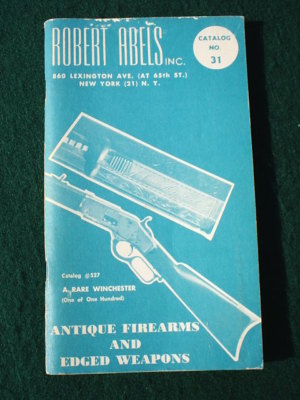 ROBERT ABELS INC.
CATALOG
NO
31
860 LEXINGTON AVE. (AT 65th ST.)
NEW YORK (21) N. Y.
Catalog @527
A RARE WINCHESTER
(One of One Hundred)
ANTIQUE FIREARMS
AND
EDGED WEAPONS